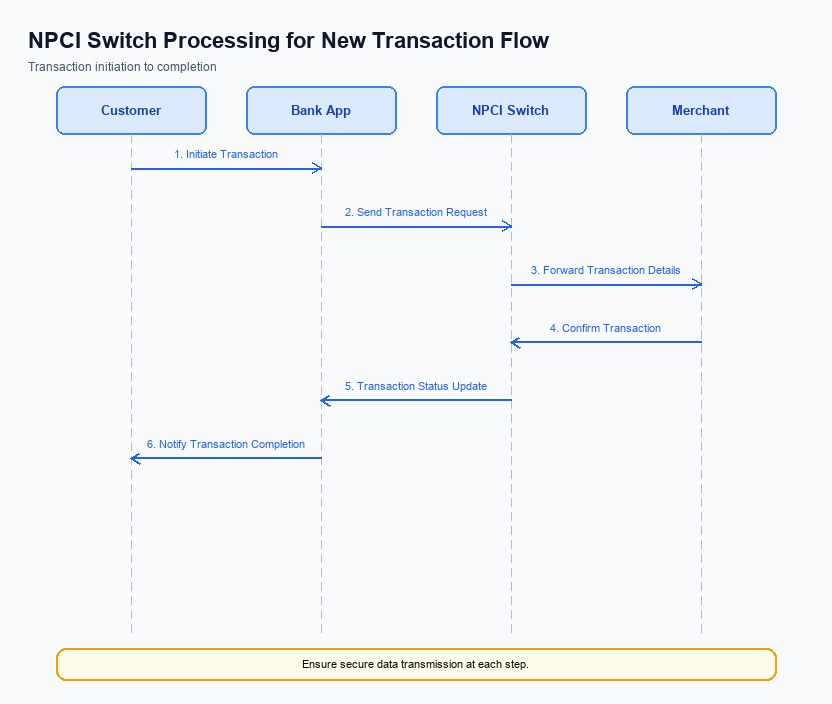 NPCI Switch Processing for New Transaction Flow
Transaction initiation to completion
Customer
Bank App
NPCI Switch
Merchant
1. Initiate Transaction
2. Send Transaction Request
3. Forward Transaction Details
4. Confirm Transaction
5. Transaction Status Update
6. Notify Transaction Completion
Ensure secure data transmission at each step.